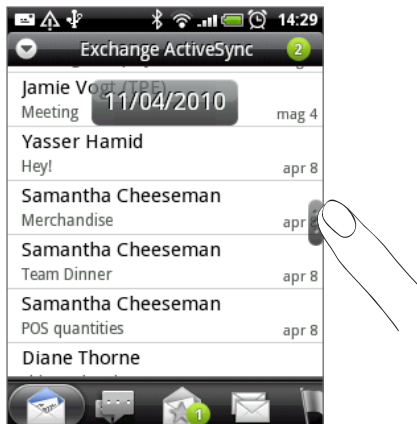 14:29
Exchange ActiveSync 2
Jamie Vogt (TPE)
11/04/2010
Meeting mag 4
Yasser Hamid
Hey! apr 8
Samantha Cheeseman
Merchandise apr 8
Samantha Cheeseman
Team Dinner apr 8
Samantha Cheeseman
POS quantities apr 8
Diane Thorne
1